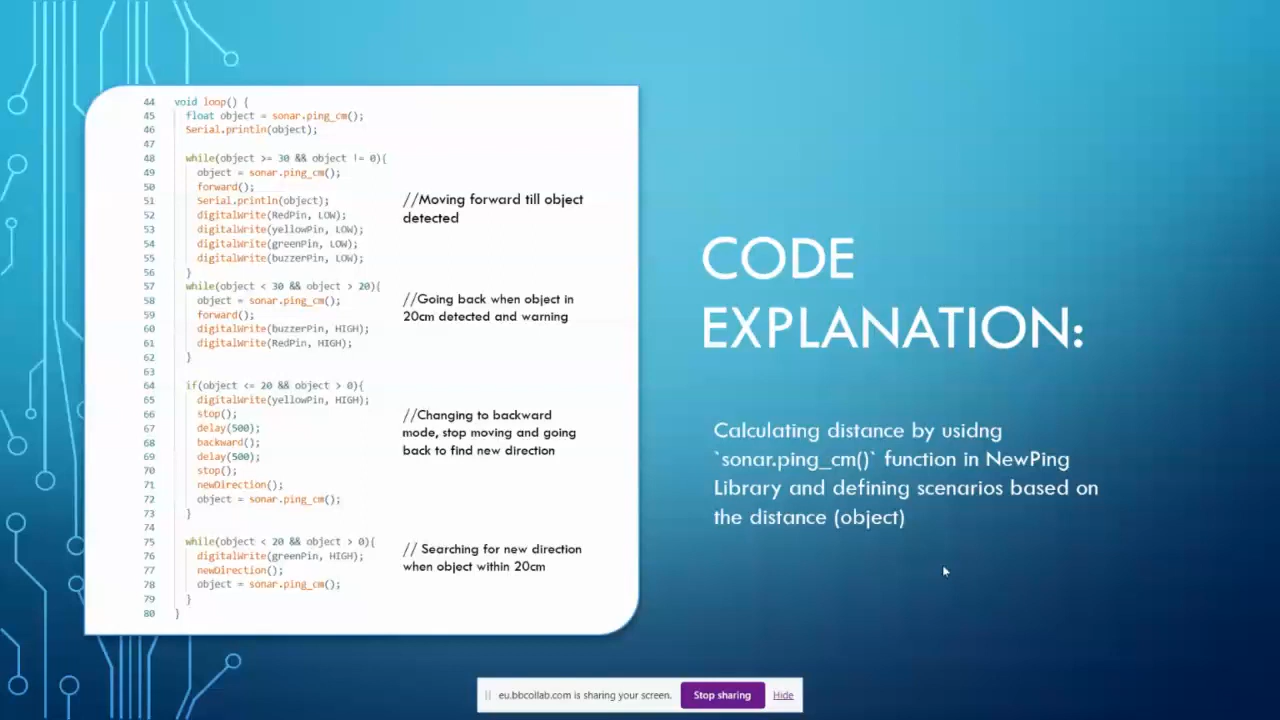 44 void loop() {
45 float object = sonar.ping_cm();
46 Serial.println(object);
47
48 while(object >= 30 && object != 0){
49 object = sonar.ping_cm();
50 forward();
51 Serial.println(object);
52 digitalWrite(RedPin, LOW);
53 digitalWrite(yellowPin, LOW);
54 digitalWrite(greenPin, LOW);
55 digitalWrite(buzzerPin, LOW);
56 }
57 while(object < 30 && object > 20){
58 object = sonar.ping_cm();
59 forward();
60 digitalWrite(buzzerPin, HIGH);
61 digitalWrite(RedPin, HIGH);
62 }
63
64 if(object <= 20 && object > 0){
65 digitalWrite(yellowPin, HIGH);
66 stop();
67 delay(500);
68 backward();
69 delay(500);
70 stop();
71 newDirection();
72 object = sonar.ping_cm();
73 }
74
75 while(object < 20 && object > 0){
76 digitalWrite(greenPin, HIGH);
77 newDirection();
78 object = sonar.ping_cm();
79 }
80 }
//Moving forward till object
detected
//Going back when object in
20cm detected and warning
//Changing to backward
mode, stop moving and going
back to find new direction
// Searching for new direction
when object within 20cm
CODE
EXPLANATION:
Calculating distance by usidng
`sonar.ping_cm()` function in NewPing
Library and defining scenarios based on
the distance (object)
eu.bbcollab.com is sharing your screen. Stop sharing Hide